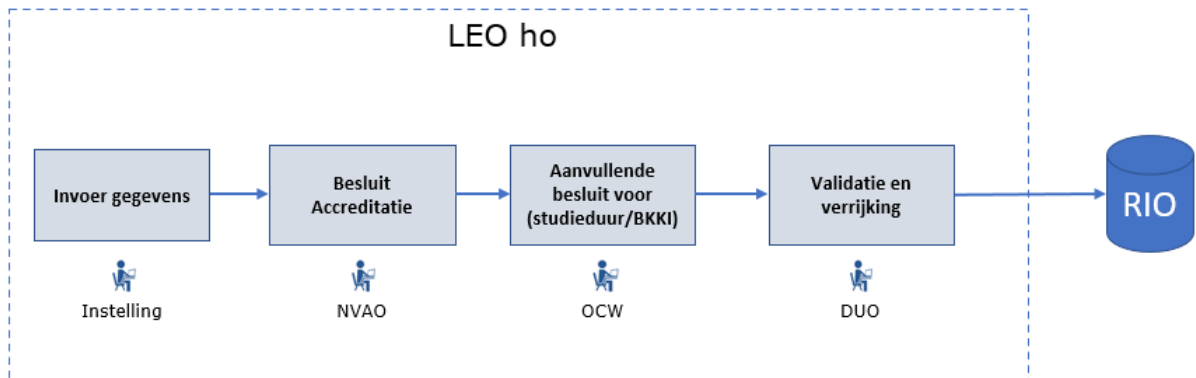 LEO ho
Invoer gegevens
Besluit
Accreditatie
Aanvullende
besluit voor
(studieduur/BKKI)
Validatie en
verrijking
RIO
Instelling
NVAO
OCW
DUO